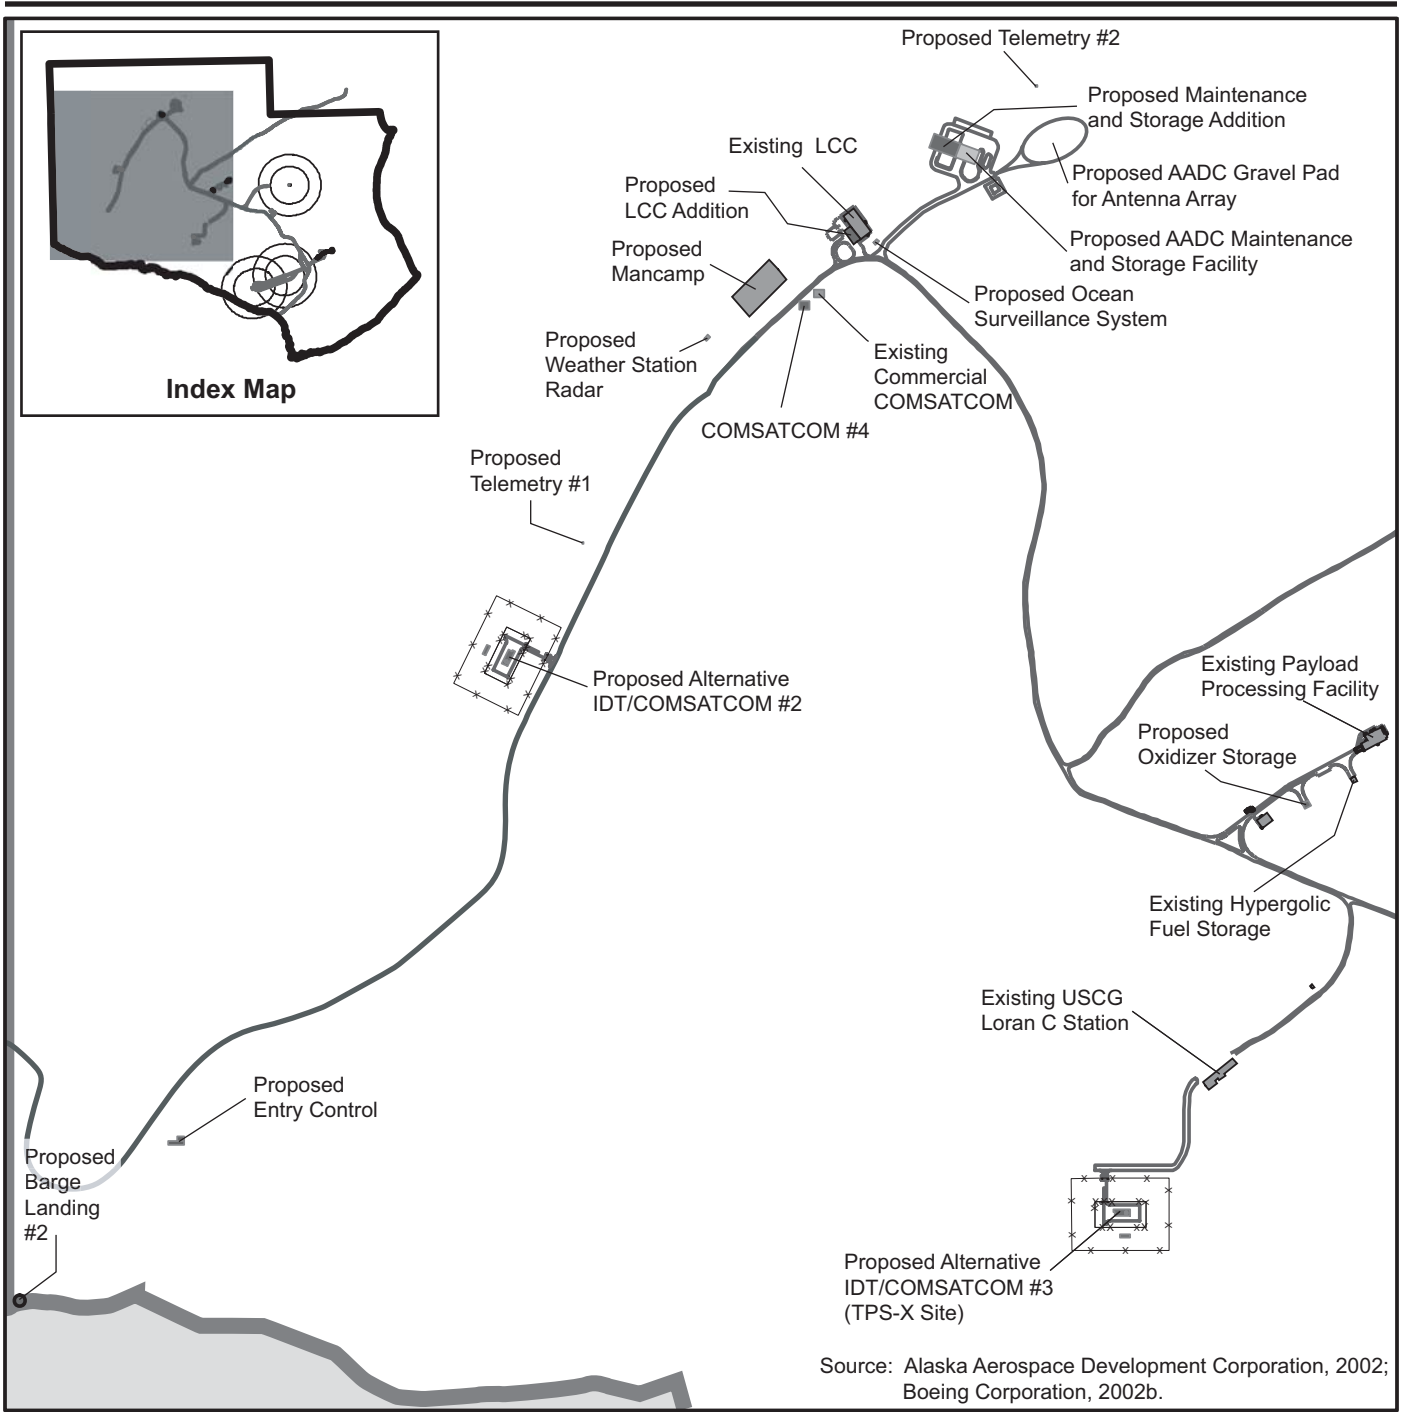 Index Map
Proposed Telemetry #2
Proposed Maintenance
and Storage Addition
Existing LCC
Proposed
LCC Addition
Proposed AADC Gravel Pad
for Antenna Array
Proposed
Mancamp
Proposed AADC Maintenance
and Storage Facility
Proposed Ocean
Surveillance System
Proposed
Weather Station
Radar
Existing
Commercial
COMSATCOM
COMSATCOM #4
Proposed
Telemetry #1
Proposed Alternative
IDT/COMSATCOM #2
Existing Payload
Processing Facility
Proposed
Oxidizer Storage
Existing Hypergolic
Fuel Storage
Existing USCG
Loran C Station
Proposed
Entry Control
Proposed
Barge
Landing
#2
Proposed Alternative
IDT/COMSATCOM #3
(TPS-X Site)
Source: Alaska Aerospace Development Corporation, 2002;
Boeing Corporation, 2002b.